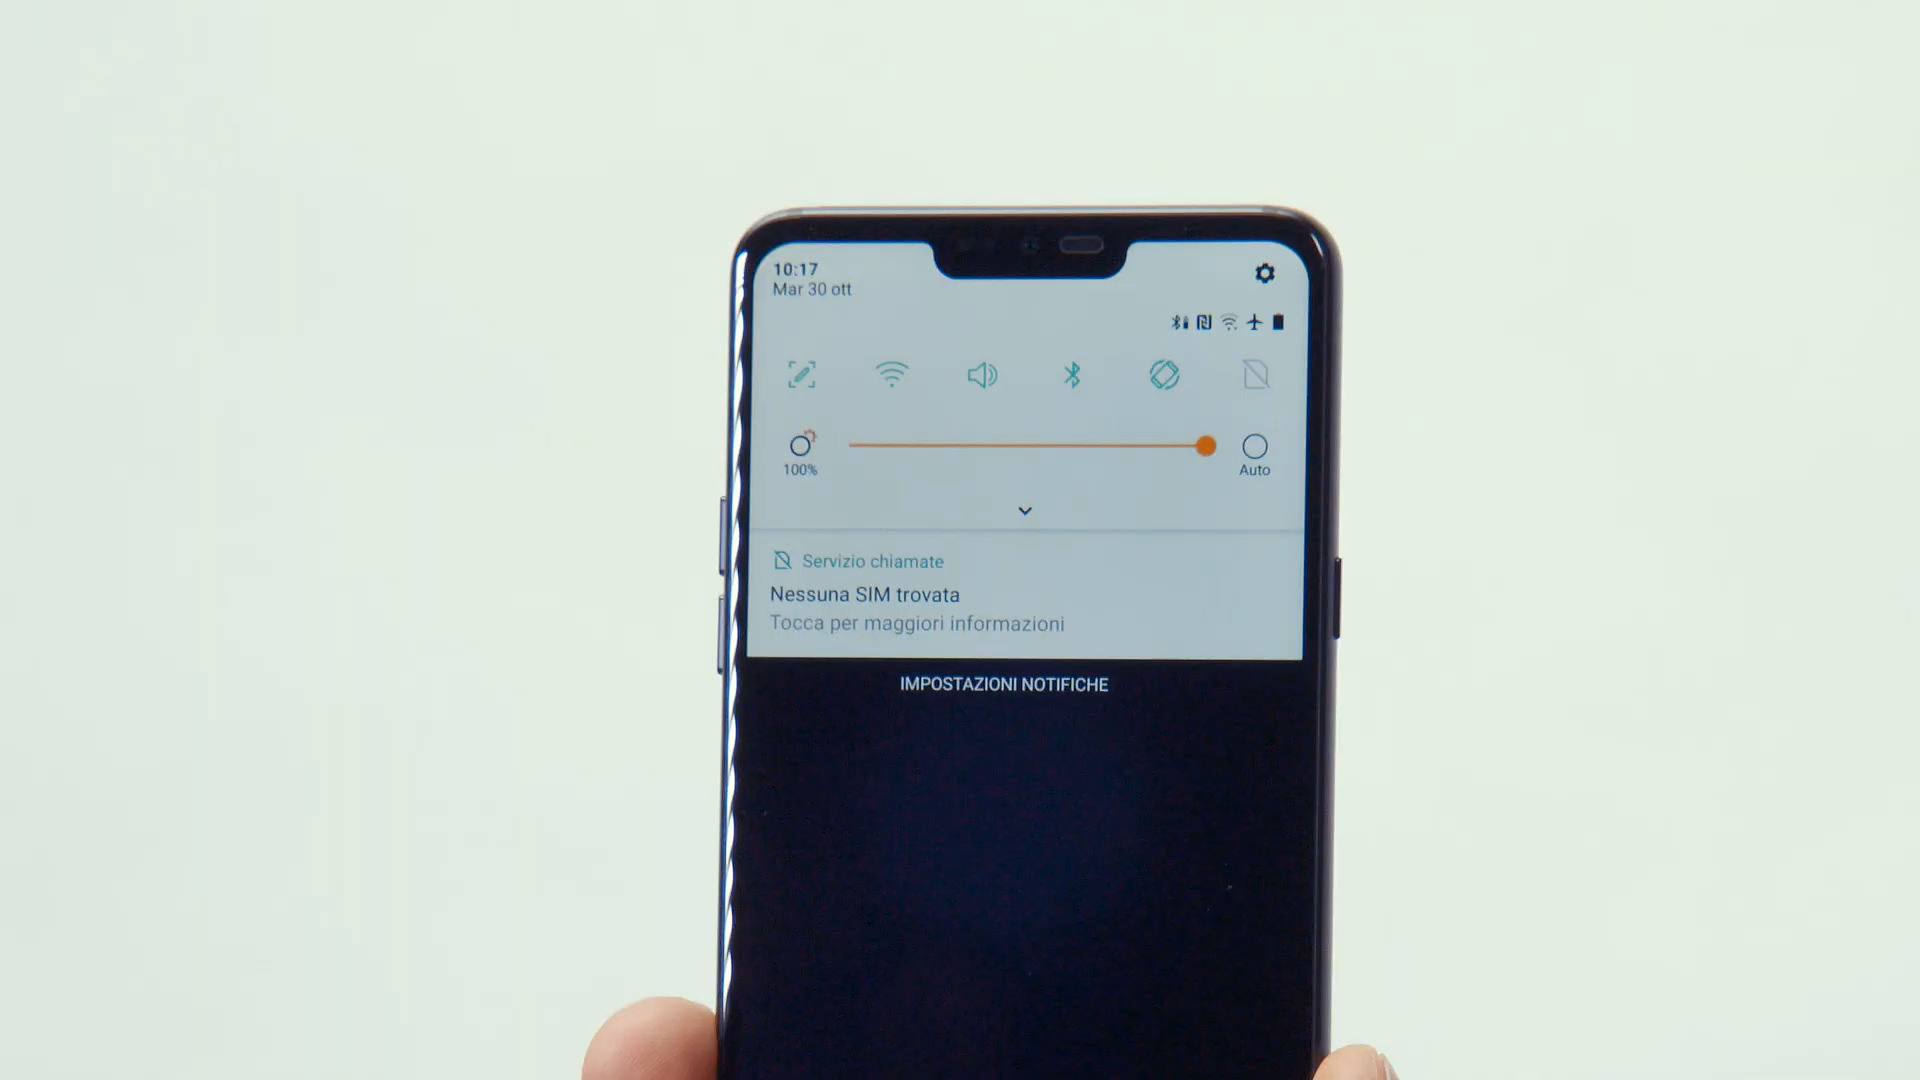 10:17
Mar 30 ott
100%
Auto
Servizio chiamate
Nessuna SIM trovata
Tocca per maggiori informazioni
IMPOSTAZIONI NOTIFICHE